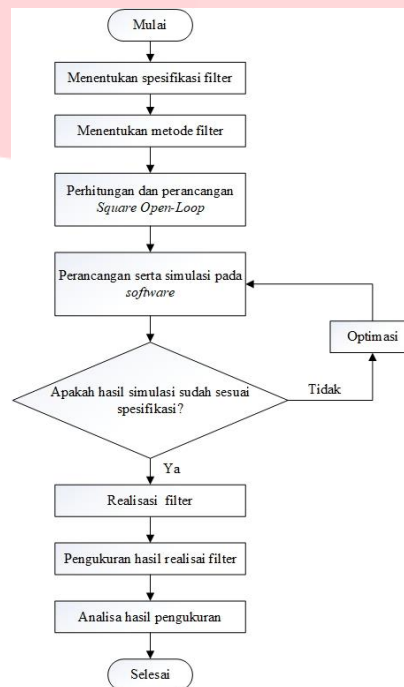 Mulai
Menentukan spesifikasi filter
Menentukan metode filter
Perhitungan dan perancangan
Square Open-Loop
Perancangan serta simulasi pada
software
Optimasi
Apakah hasil simulasi sudah sesuai
spesifikasi?
Tidak
Ya
Realisasi filter
Pengukuran hasil realisai filter
Analisa hasil pengukuran
Selesai